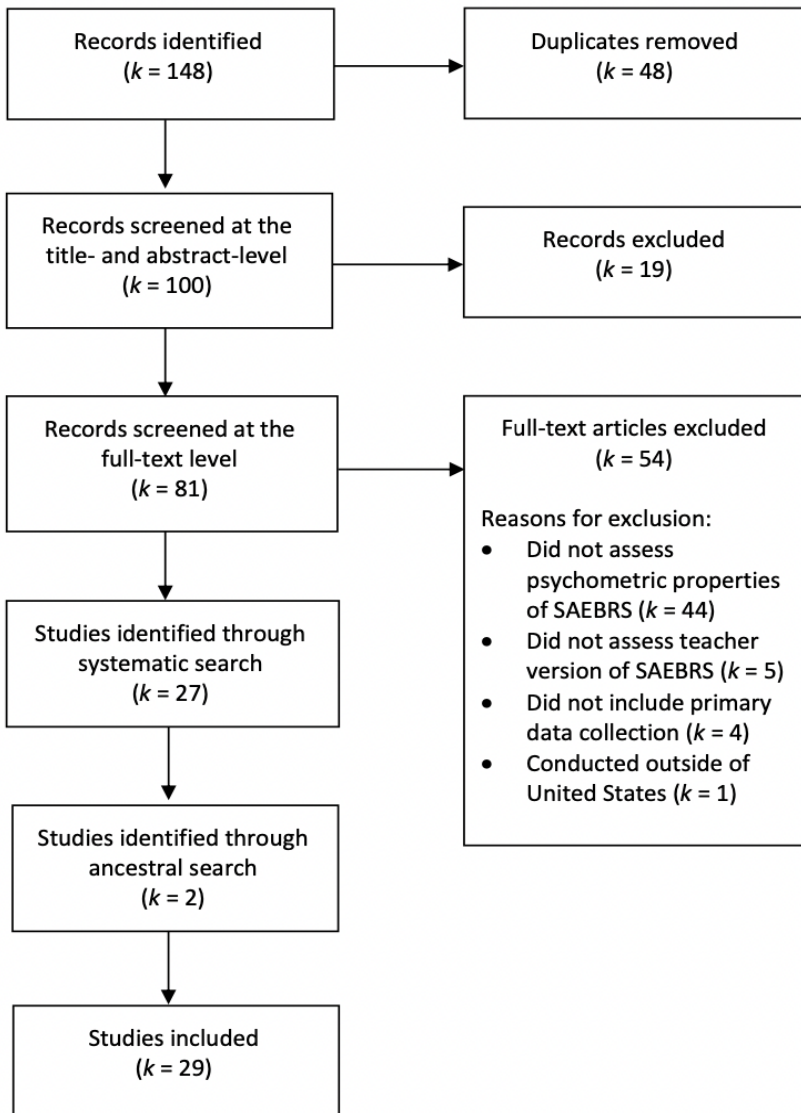 Records identified
(k = 148)
Duplicates removed
(k = 48)
Records screened at the
title- and abstract-level
(k = 100)
Records excluded
(k = 19)
Records screened at the
full-text level
(k = 81)
Full-text articles excluded
(k = 54)
Reasons for exclusion:
• Did not assess
psychometric properties
of SAEBRS (k = 44)
• Did not assess teacher
version of SAEBRS (k = 5)
• Did not include primary
data collection (k = 4)
• Conducted outside of
United States (k = 1)
Studies identified through
systematic search
(k = 27)
Studies identified through
ancestral search
(k = 2)
Studies included
(k = 29)